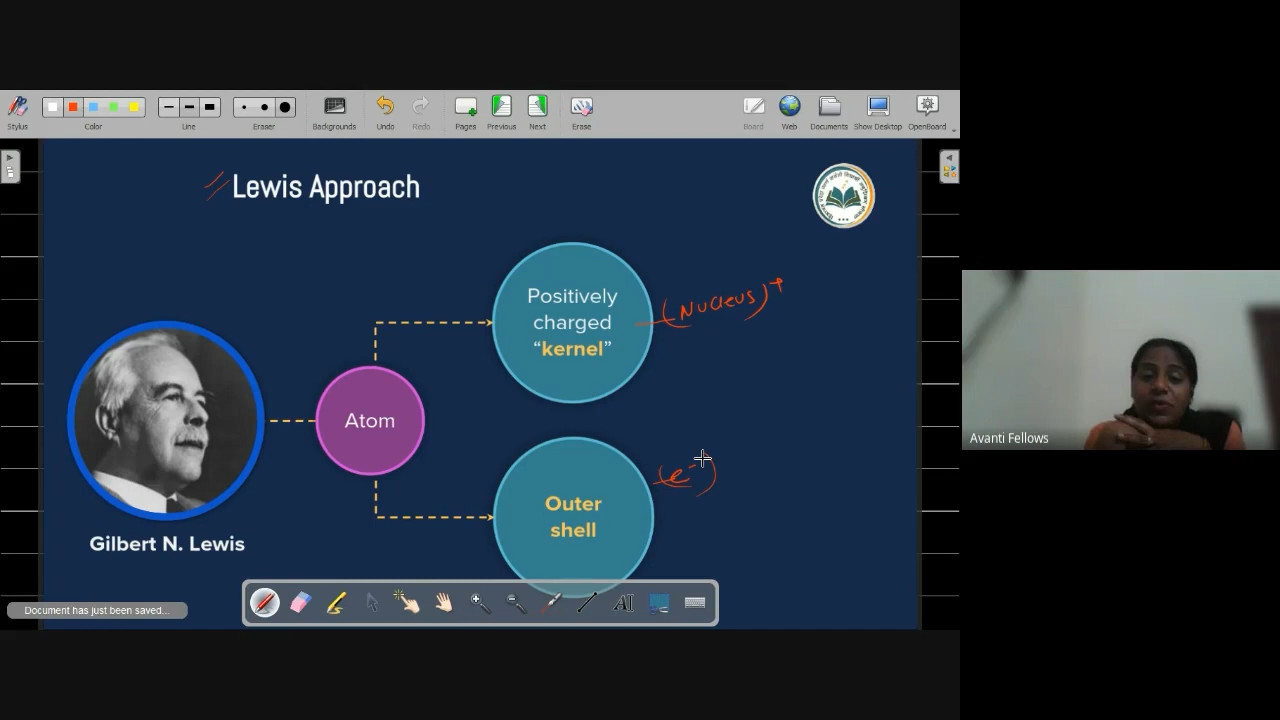 Stylus
Color
Line
Eraser
Backgrounds
Undo
Redo
Pages
Previous
Next
Erase
Board
Web
Documents
Show Desktop
OpenBoard
Lewis Approach
Positively
charged
“kernel”
(Nucleus)+
Atom
(e-)
Outer
shell
Gilbert N. Lewis
Document has just been saved...
AI
Avanti Fellows